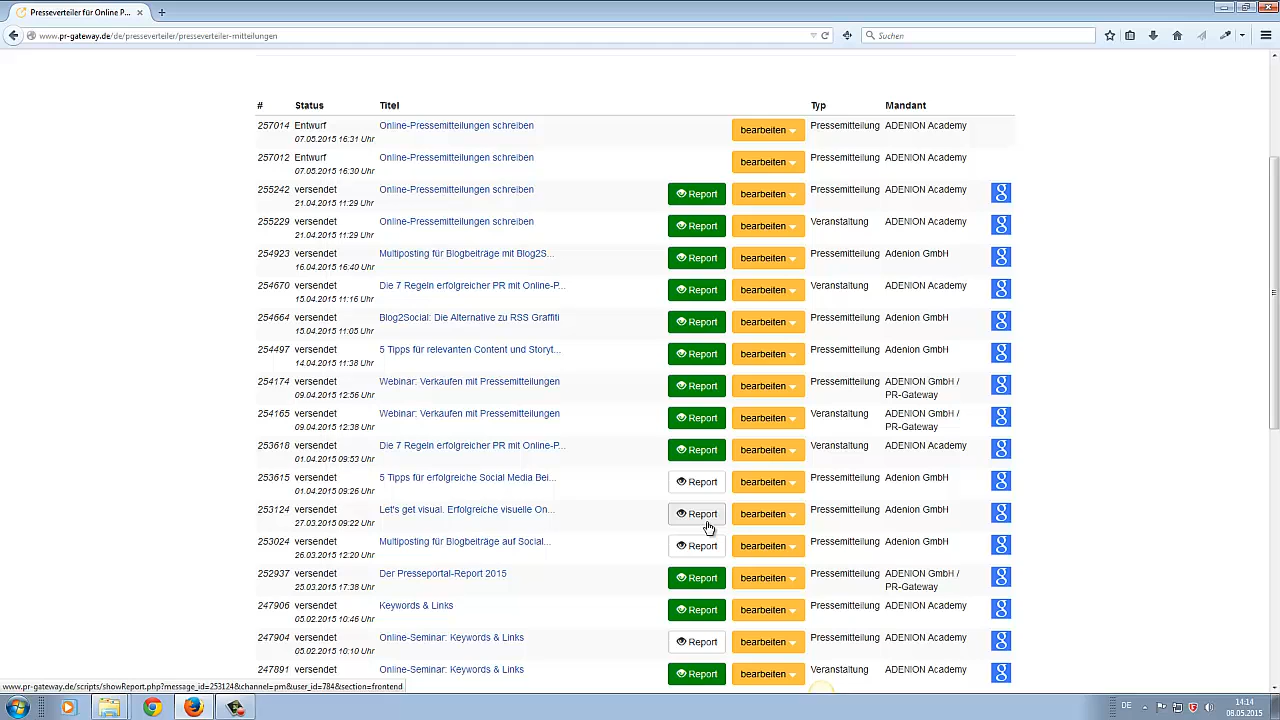 Presseverteiler für Online P...
www.pr-gateway.de/de/presseverteiler/presseverteiler-mitteilungen
Suchen
# Status Titel Typ Mandant
257014 Entwurf Online-Pressemitteilungen schreiben bearbeiten Pressemitteilung ADENION Academy
07.05.2015 16:31 Uhr
257012 Entwurf Online-Pressemitteilungen schreiben bearbeiten Pressemitteilung ADENION Academy
07.05.2015 16:30 Uhr
255242 versendet Online-Pressemitteilungen schreiben Report bearbeiten Pressemitteilung ADENION Academy g
21.04.2015 11:29 Uhr
255229 versendet Online-Pressemitteilungen schreiben Report bearbeiten Veranstaltung ADENION Academy g
21.04.2015 11:29 Uhr
254923 versendet Multiposting für Blogbeiträge mit Blog2S... Report bearbeiten Pressemitteilung Adenion GmbH g
16.04.2015 16:40 Uhr
254670 versendet Die 7 Regeln erfolgreicher PR mit Online-P... Report bearbeiten Veranstaltung ADENION Academy g
15.04.2015 11:16 Uhr
254664 versendet Blog2Social: Die Alternative zu RSS Graffiti Report bearbeiten Pressemitteilung Adenion GmbH g
15.04.2015 11:05 Uhr
254497 versendet 5 Tipps für relevanten Content und Storyt... Report bearbeiten Pressemitteilung Adenion GmbH g
14.04.2015 11:38 Uhr
254174 versendet Webinar: Verkaufen mit Pressemitteilungen Report bearbeiten Pressemitteilung ADENION GmbH / g
09.04.2015 12:56 Uhr PR-Gateway
254165 versendet Webinar: Verkaufen mit Pressemitteilungen Report bearbeiten Veranstaltung ADENION GmbH / g
09.04.2015 12:38 Uhr PR-Gateway
253618 versendet Die 7 Regeln erfolgreicher PR mit Online-P... Report bearbeiten Veranstaltung ADENION Academy g
01.04.2015 09:53 Uhr
253615 versendet 5 Tipps für erfolgreiche Social Media Bei... Report bearbeiten Pressemitteilung Adenion GmbH g
01.04.2015 09:26 Uhr
253124 versendet Let's get visual. Erfolgreiche visuelle On... Report bearbeiten Pressemitteilung Adenion GmbH g
27.03.2015 09:22 Uhr
253024 versendet Multiposting für Blogbeiträge auf Social... Report bearbeiten Pressemitteilung Adenion GmbH g
26.03.2015 12:20 Uhr
252937 versendet Der Presseportal-Report 2015 Report bearbeiten Pressemitteilung ADENION GmbH / g
25.03.2015 17:38 Uhr PR-Gateway
247906 versendet Keywords & Links Report bearbeiten Pressemitteilung ADENION Academy g
05.02.2015 10:46 Uhr
247904 versendet Online-Seminar: Keywords & Links Report bearbeiten Pressemitteilung ADENION Academy g
05.02.2015 10:10 Uhr
247891 versendet Online-Seminar: Keywords & Links Report bearbeiten Veranstaltung ADENION Academy g
www.pr-gateway.de/scripts/showReport.php?message_id=253124&channel=pm&user_id=784&section=frontend
DE
14:14
08.05.2015